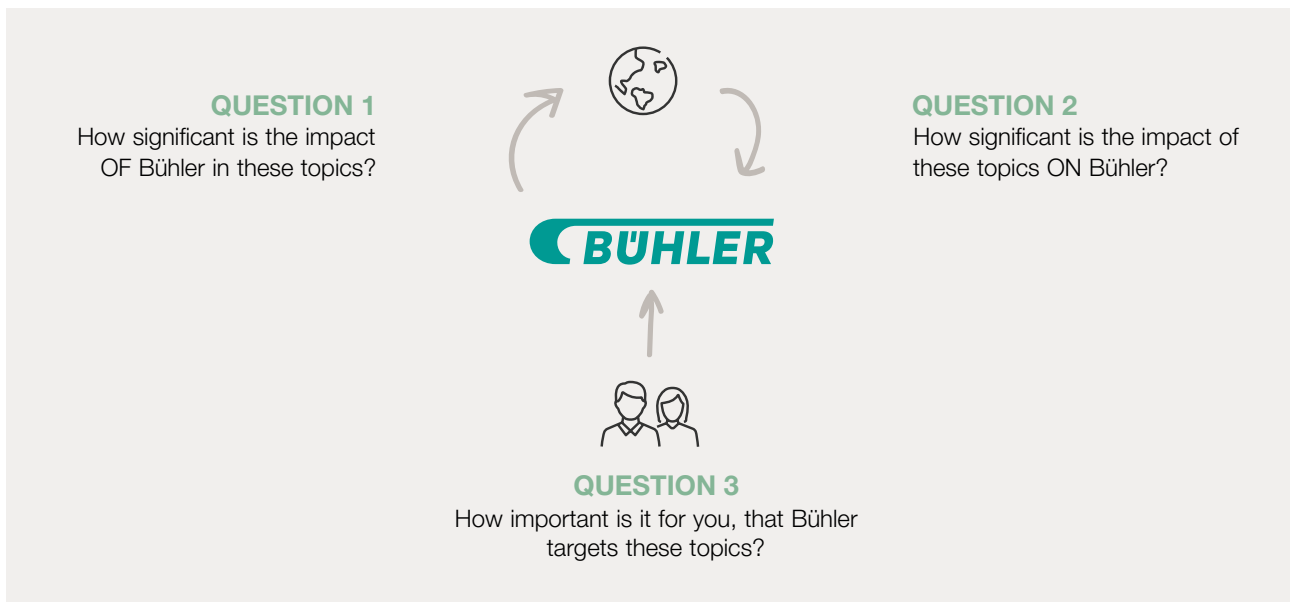 QUESTION 1
How significant is the impact
OF Bühler in these topics?
QUESTION 2
How significant is the impact of
these topics ON Bühler?
BÜHLER
QUESTION 3
How important is it for you, that Bühler
targets these topics?